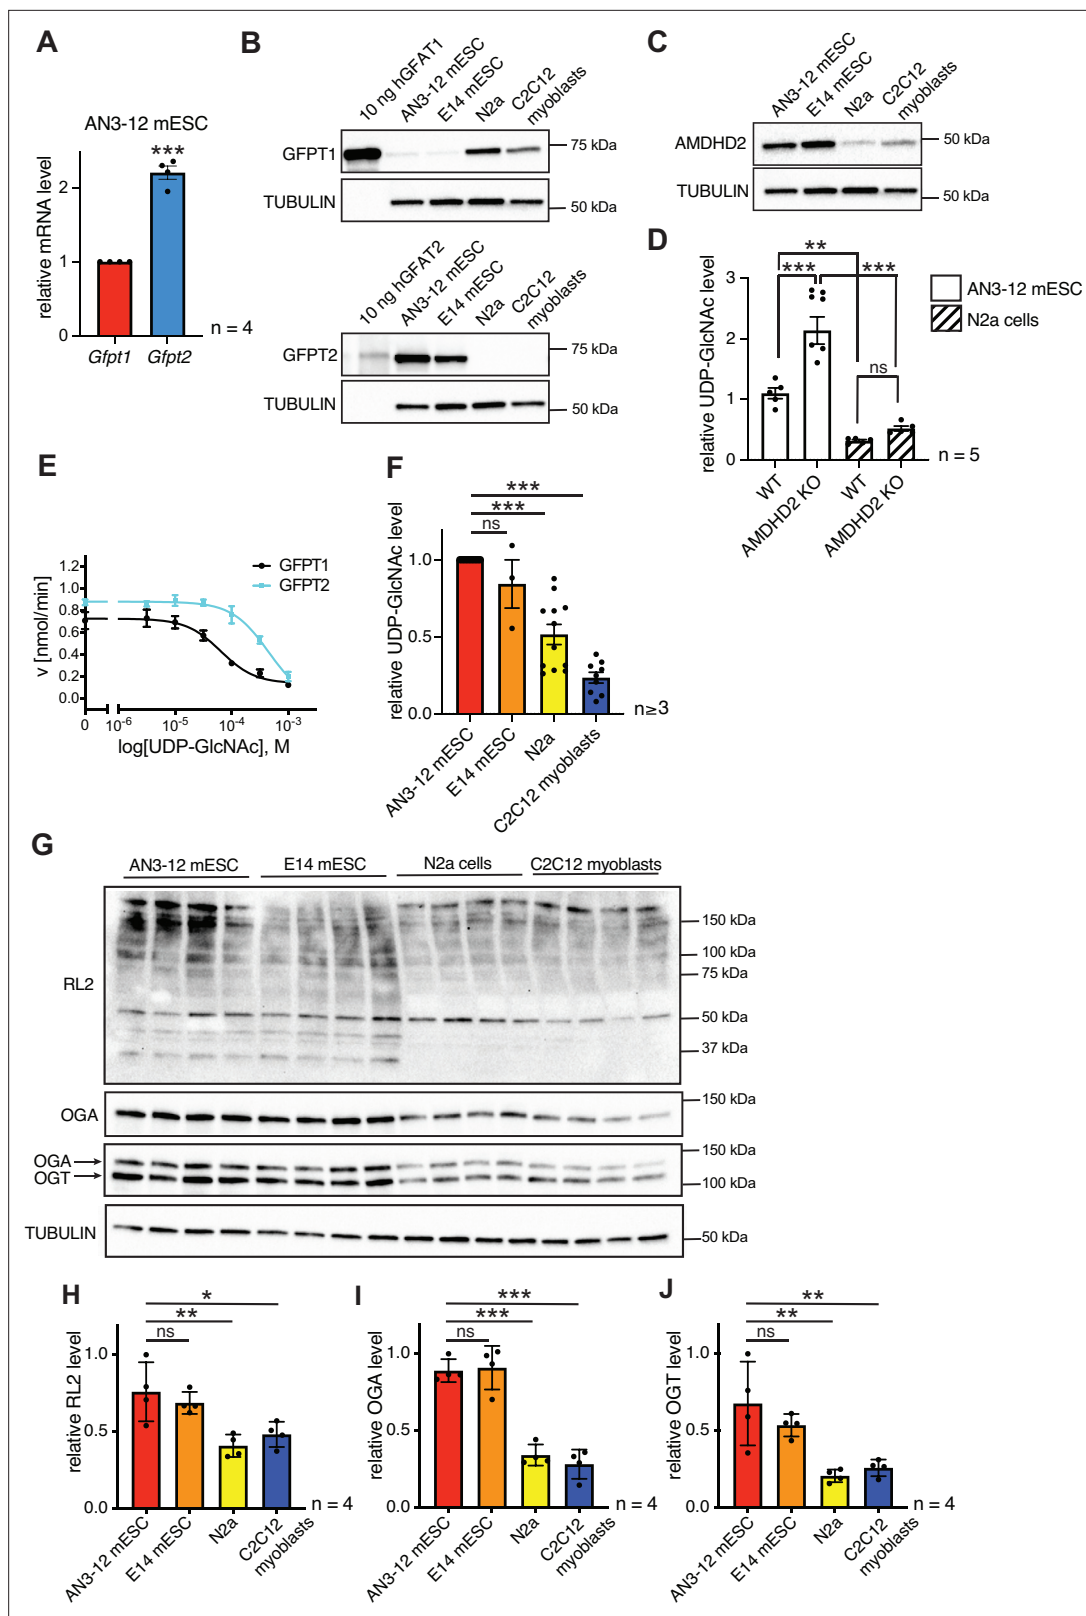 A
AN3-12 mESC
relative mRNA level
2
1
0
***
Gfpt1
Gfpt2
n = 4
B
10 ng hGFAT1
AN3-12 mESC
E14 mESC
N2a
C2C12
myoblasts
GFPT1
75 kDa
TUBULIN
50 kDa
10 ng hGFAT2
AN3-12 mESC
E14 mESC
N2a
C2C12
myoblasts
GFPT2
75 kDa
TUBULIN
50 kDa
C
AN3-12 mESC
E14 mESC
N2a
C2C12
myoblasts
AMDHD2
50 kDa
TUBULIN
50 kDa
D
relative UDP-GlcNAc level
3
2
1
0
**
***
***
ns
AN3-12 mESC
N2a cells
WT
AMDHD2 KO
WT
AMDHD2 KO
n = 5
E
v [nmol/min]
1.2
1.0
0.8
0.6
0.4
0.2
0.0
GFPT1
GFPT2
0
10-6
10-5
10-4
10-3
log[UDP-GlcNAc], M
F
relative UDP-GlcNAc level
1.0
0.5
0.0
***
***
ns
AN3-12 mESC
E14 mESC
N2a
C2C12 myoblasts
n≥3
G
AN3-12 mESC
E14 mESC
N2a cells
C2C12 myoblasts
RL2
150 kDa
100 kDa
75 kDa
50 kDa
37 kDa
OGA
150 kDa
OGA
OGT
150 kDa
100 kDa
TUBULIN
50 kDa
H
relative RL2 level
1.0
0.5
0.0
*
**
ns
AN3-12 mESC
E14 mESC
N2a
C2C12
myoblasts
n = 4
I
relative OGA level
1.0
0.5
0.0
***
***
ns
AN3-12 mESC
E14 mESC
N2a
C2C12
myoblasts
n = 4
J
relative OGT level
1.0
0.5
0.0
**
**
ns
AN3-12 mESC
E14 mESC
N2a
C2C12
myoblasts
n = 4